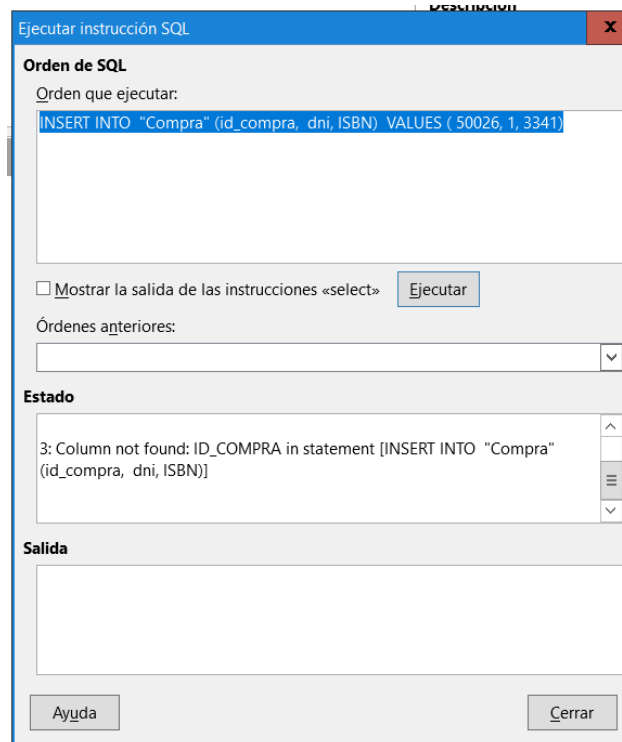 Descripción
Ejecutar instrucción SQL
Orden de SQL
Orden que ejecutar:
INSERT INTO  "Compra" (id_compra,  dni, ISBN)  VALUES ( 50026, 1, 3341)
Mostrar la salida de las instrucciones «select»
Ejecutar
Órdenes anteriores:
Estado
3: Column not found: ID_COMPRA in statement [INSERT INTO  "Compra"
(id_compra,  dni, ISBN)]
Salida
Ayuda
Cerrar